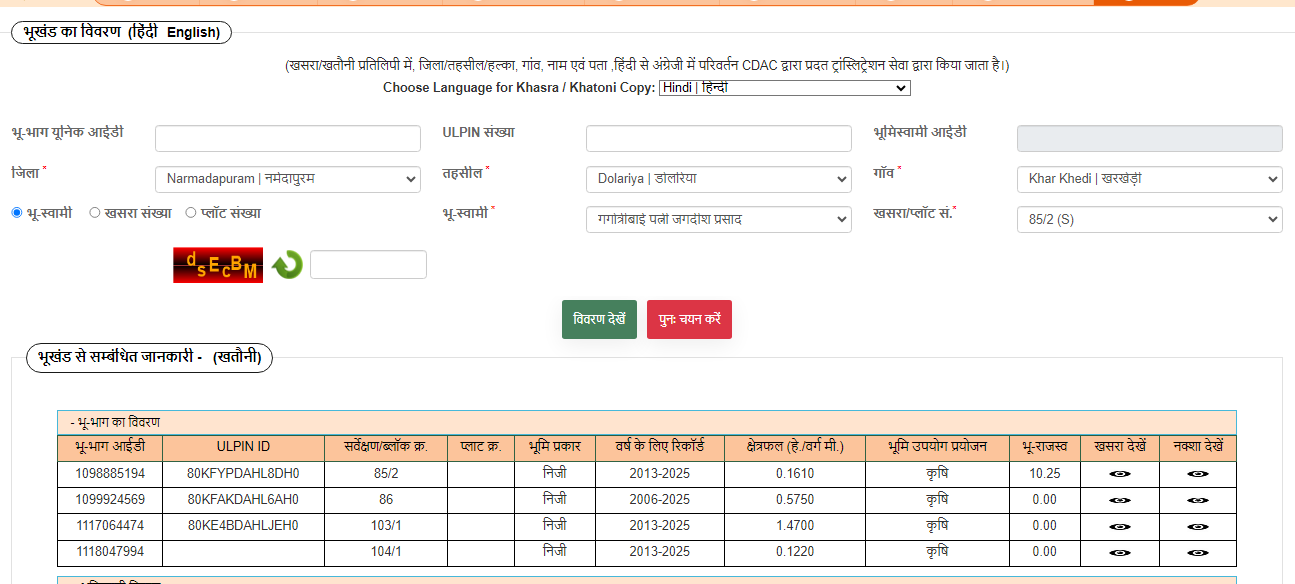 भूखंड का विवरण (हिंदी English)
(खसरा/खतौनी प्रतिलिपी में, जिला/तहसील/हल्का, गांव, नाम एवं पता ,हिंदी से अंग्रेजी में परिवर्तन CDAC द्वारा प्रदत ट्रांस्लिट्रेशन सेवा द्वारा किया जाता है।)
Choose Language for Khasra / Khatoni Copy: Hindi | हिन्दी
भू-भाग यूनिक आईडी ULPIN संख्या भूमिस्वामी आईडी
जिला * Narmadapuram | नर्मदापुरम तहसील * Dolariya | डोलरिया गाँव * Khar Khedi | खरखेड़ी
भू-स्वामी खसरा संख्या प्लॉट संख्या भू-स्वामी * गंगोत्रीबाई पत्नी जगदीश प्रसाद खसरा/प्लॉट सं.* 85/2 (S)
dsEcBM
विवरण देखें पुनः चयन करें
भूखंड से सम्बंधित जानकारी - (खतौनी)
- भू-भाग का विवरण
भू-भाग आईडी ULPIN ID सर्वेक्षण/ब्लॉक क्र. प्लाट क्र. भूमि प्रकार वर्ष के लिए रिकॉर्ड क्षेत्रफल (हे./वर्ग मी.) भूमि उपयोग प्रयोजन भू-राजस्व खसरा देखें नक्शा देखें
1098885194 80KFYPDAHL8DH0 85/2 निजी 2013-2025 0.1610 कृषि 10.25
1099924569 80KFAKDAHL6AH0 86 निजी 2006-2025 0.5750 कृषि 0.00
1117064474 80KE4BDAHLJEH0 103/1 निजी 2013-2025 1.4700 कृषि 0.00
1118047994 104/1 निजी 2013-2025 0.1220 कृषि 0.00